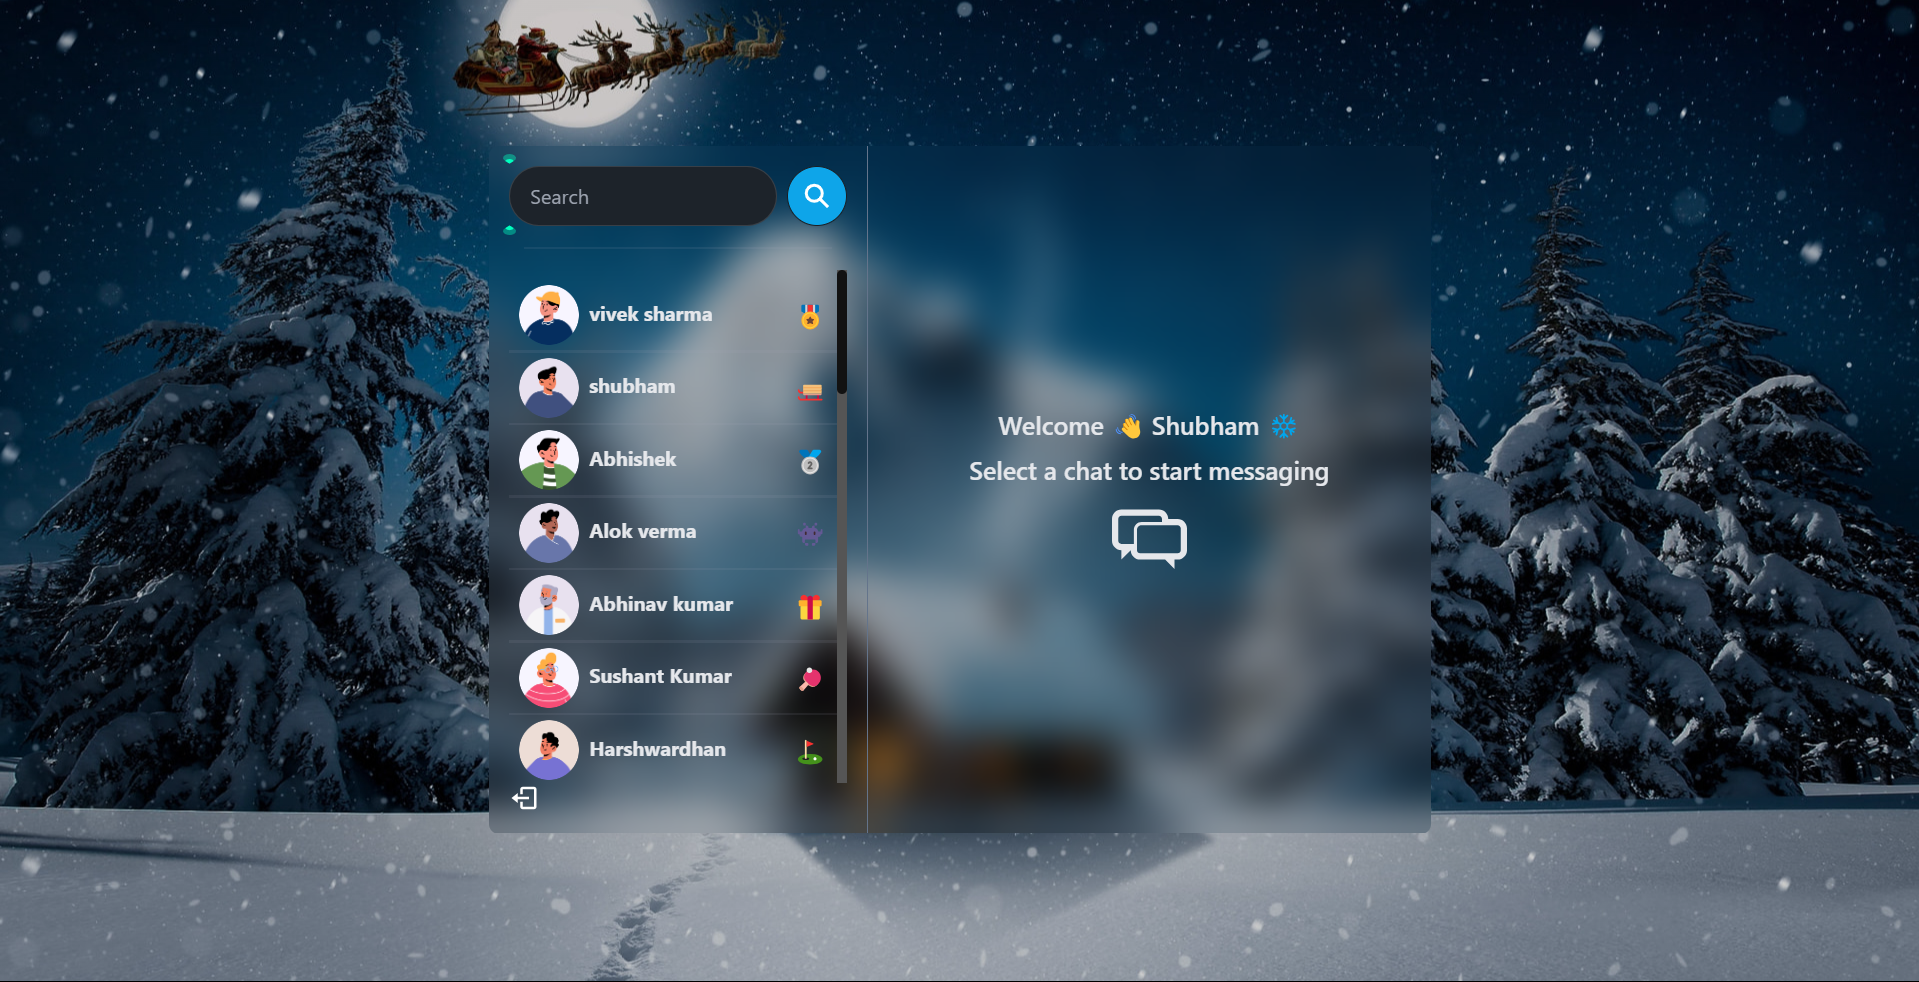 Search
vivek sharma
shubham
Abhishek
Alok verma
Abhinav kumar
Sushant Kumar
Harshwardhan
Welcome 👋 Shubham ❄
Select a chat to start messaging